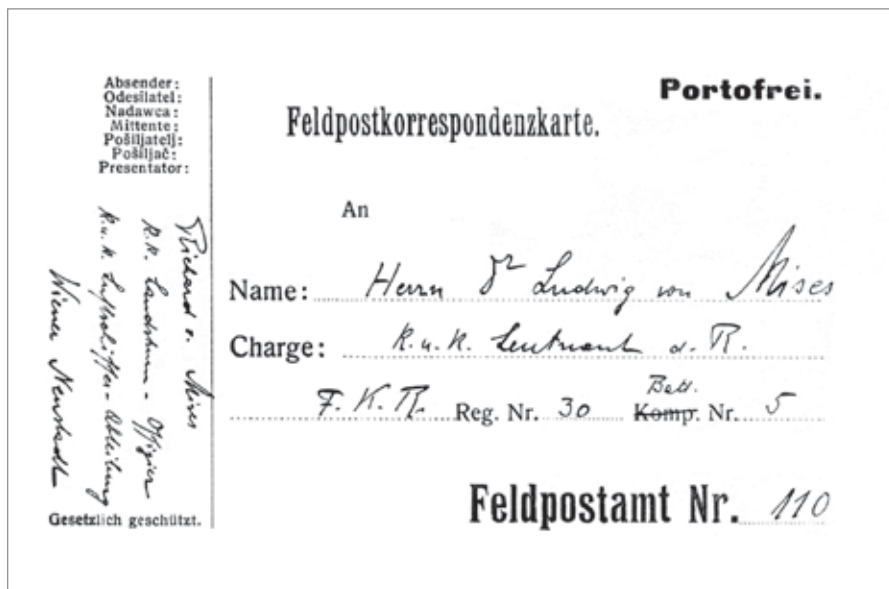 Absender:
Odesílatel:
Nadawca:
Mittente:
Pošiljatelj:
Pošiljač:
Presentator:
Richard v. Mises
K.K. Landsturm-Offizier
K.u.K. Luftschiffer-Abteilung
Wiener Neustadt
Gesetzlich geschützt.
Portofrei.
Feldpostkorrespondenzkarte.
An
Name: Herrn Dr Ludwig von Mises
Charge: K.u.K. Leutnant d. R.
F. K. R. Reg. Nr. 30 Batt. Komp. Nr. 5
Feldpostamt Nr. 110